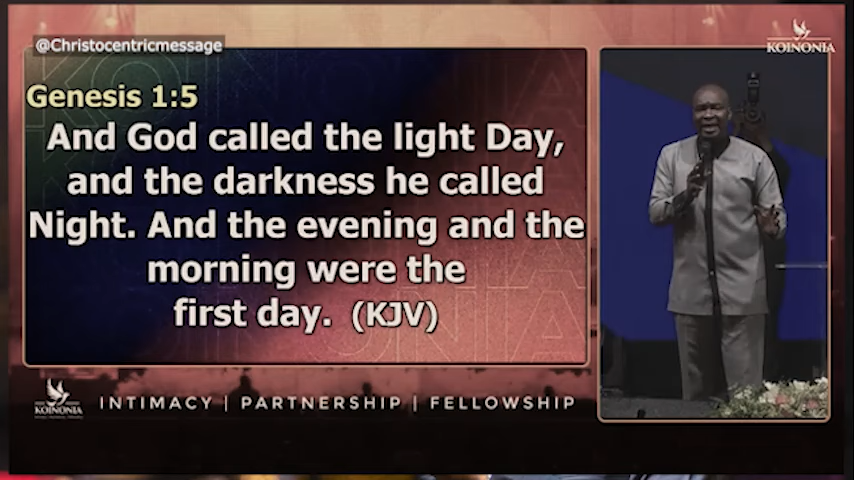 @Christocentricmessage
KOINONIA
Genesis 1:5
And God called the light Day,
and the darkness he called
Night. And the evening and the
morning were the
first day. (KJV)
KOINONIA
INTIMACY | PARTNERSHIP | FELLOWSHIP